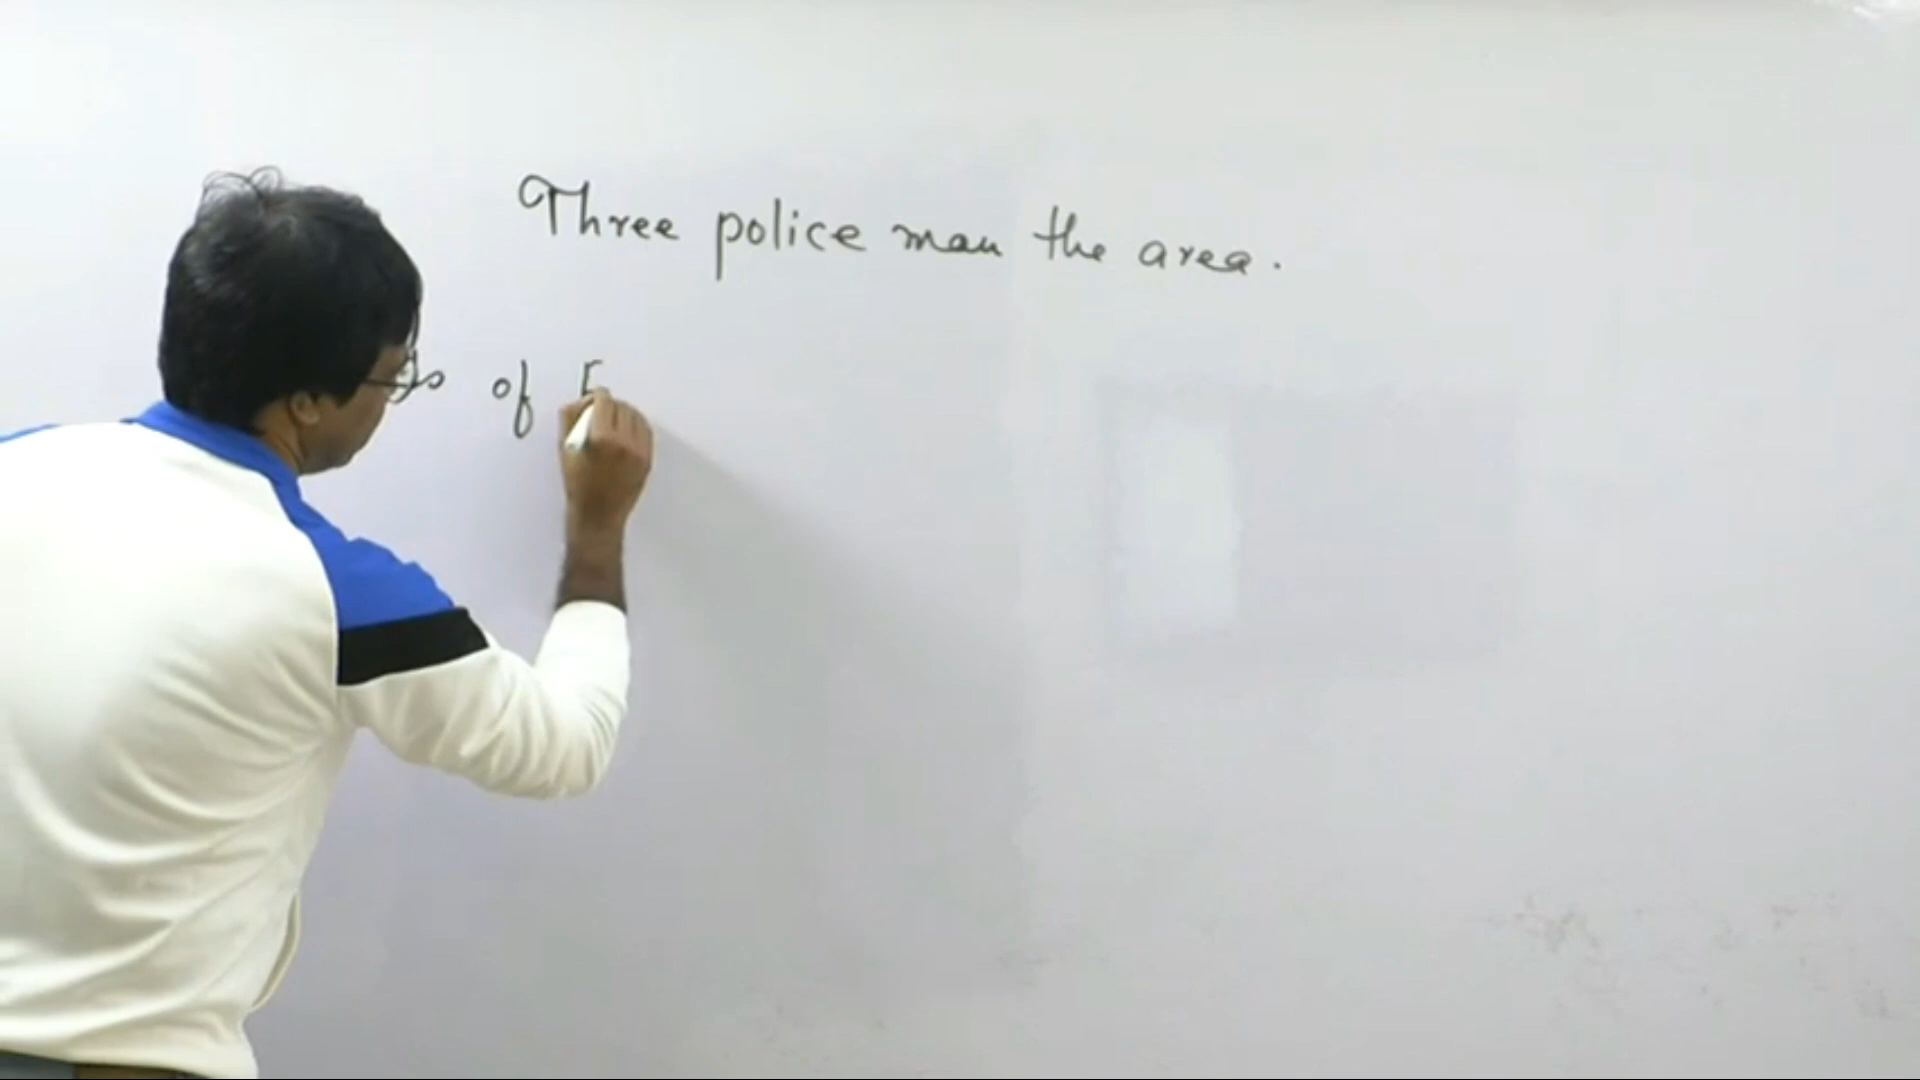 Three police man the area.
of